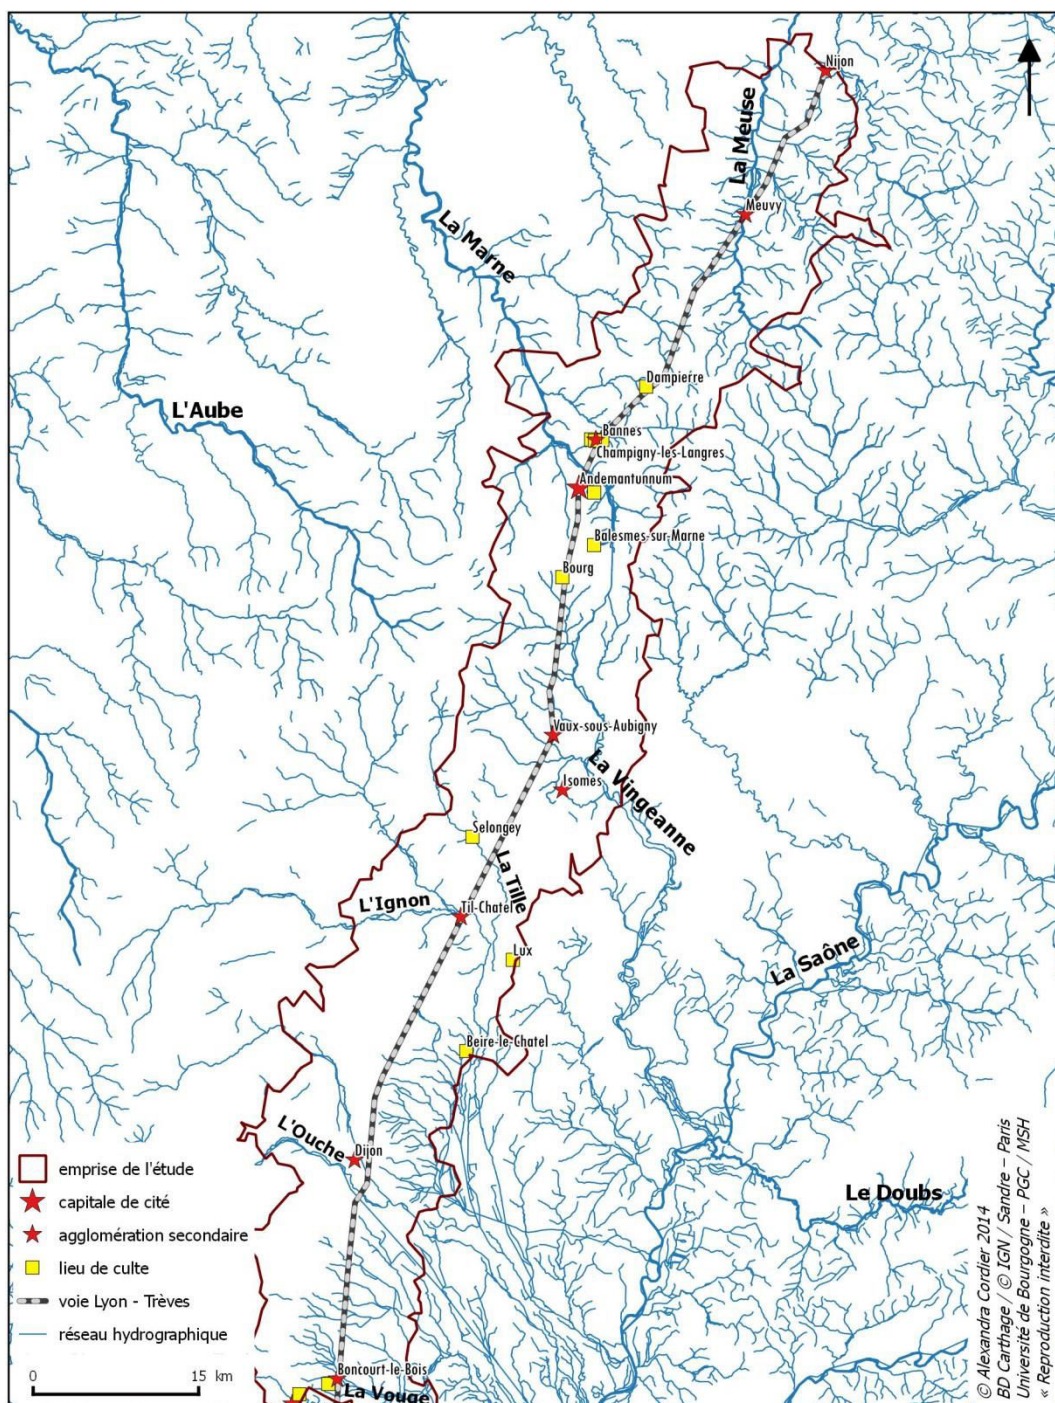 Nijon
La Meuse
Meuvy
La Marne
Dampierre
L'Aube
Bannes
Champigny-les-Langres
Andemantunnum
Balesmes-sur-Marne
Bourg
Vaux-sous-Aubigny
La Vingeanne
Isomes
Selongey
La Tille
L'Ignon
Til-Chatel
La Saône
Lux
Beire-le-Chatel
L'Ouche
Dijon
Le Doubs
emprise de l'étude
capitale de cité
agglomération secondaire
lieu de culte
voie Lyon - Trèves
réseau hydrographique
0 15 km
Boncourt-le-Bois
La Vouge
© Alexandra Cordier 2014
BD Carthage / © IGN / Sandre – Paris
Université de Bourgogne – PGC / MSH
« Reproduction interdite »